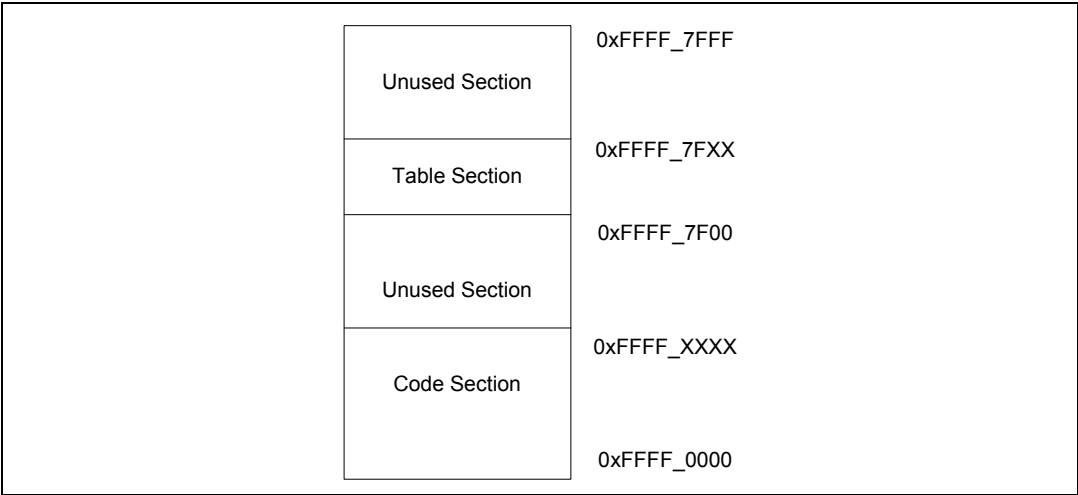 0xFFFF_7FFF
Unused Section
0xFFFF_7FXX
Table Section
0xFFFF_7F00
Unused Section
0xFFFF_XXXX
Code Section
0xFFFF_0000